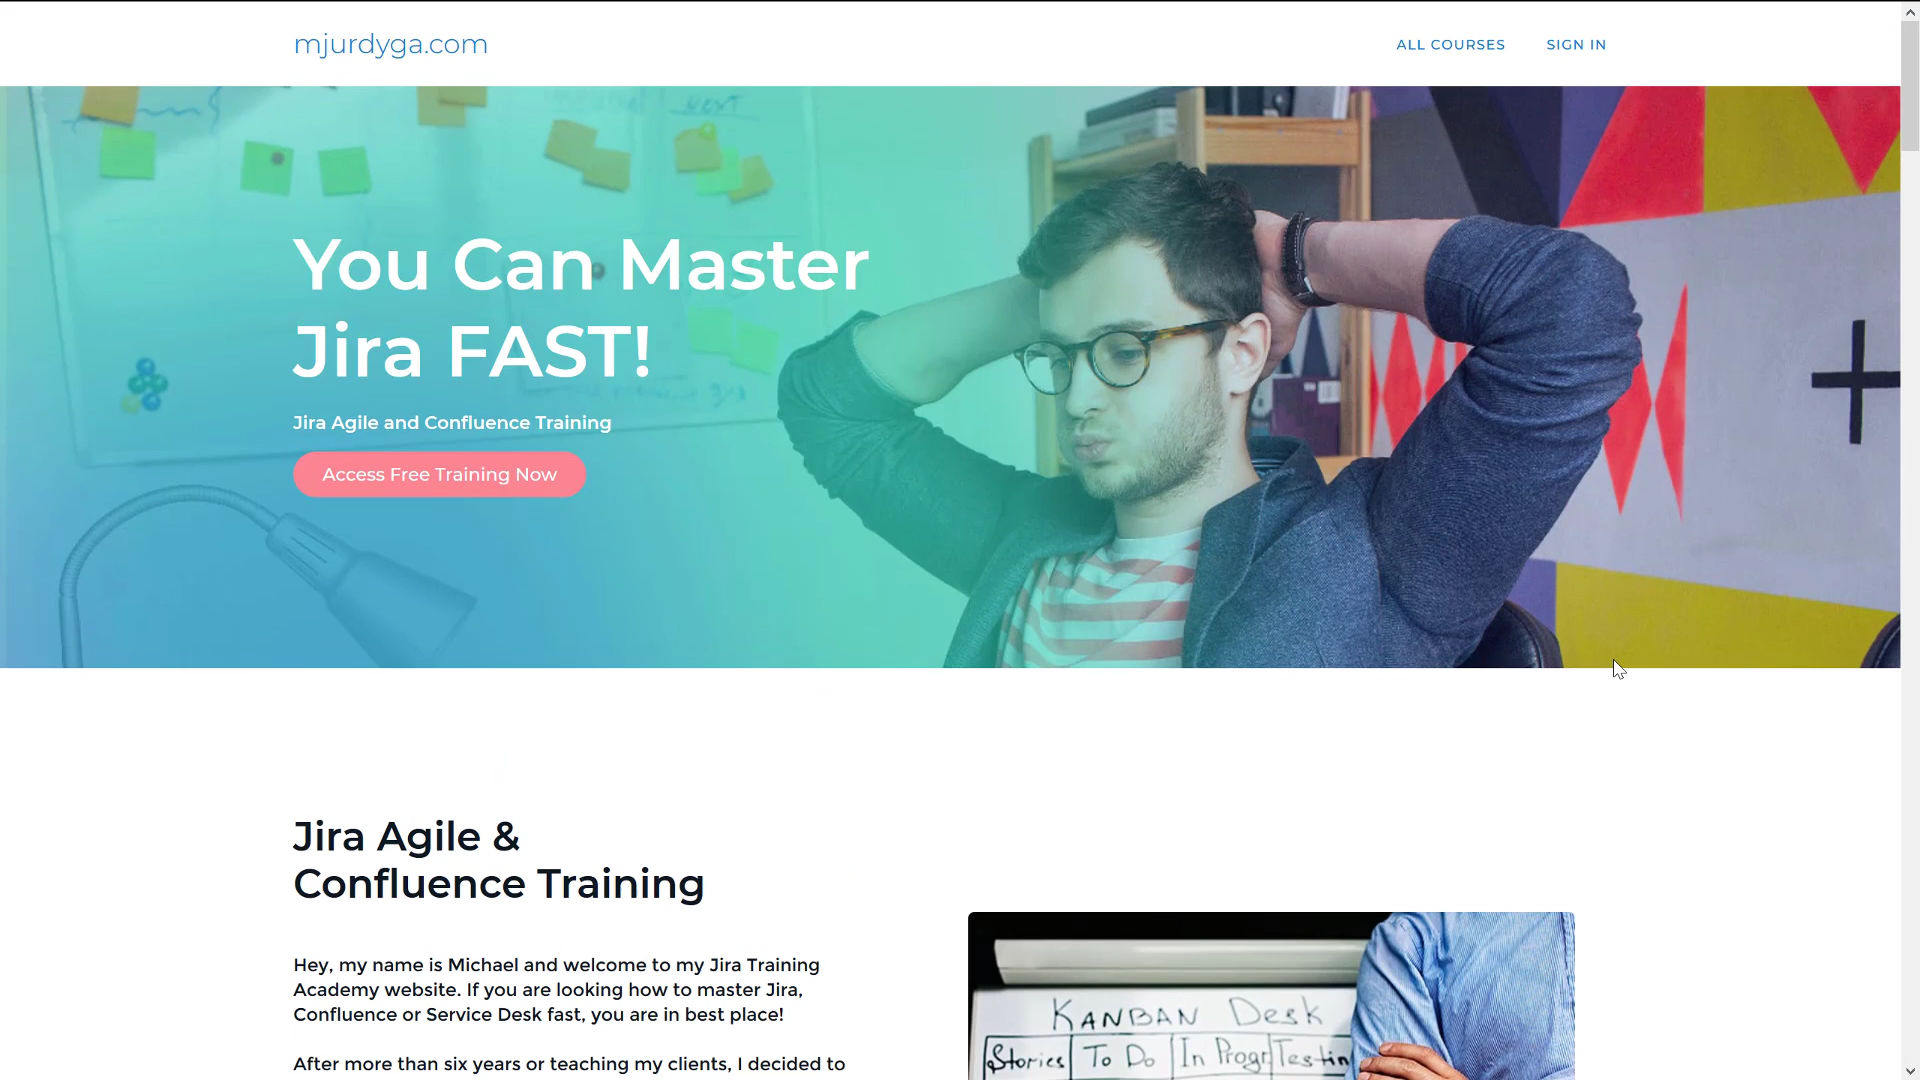 mjurdyga.com
ALL COURSES
SIGN IN
You Can Master
Jira FAST!
Jira Agile and Confluence Training
Access Free Training Now
Jira Agile &
Confluence Training
Hey, my name is Michael and welcome to my Jira Training
Academy website. If you are looking how to master Jira,
Confluence or Service Desk fast, you are in best place!
After more than six years or teaching my clients, I decided to
KANBAN Desk
Stories To Do In Progr Testin